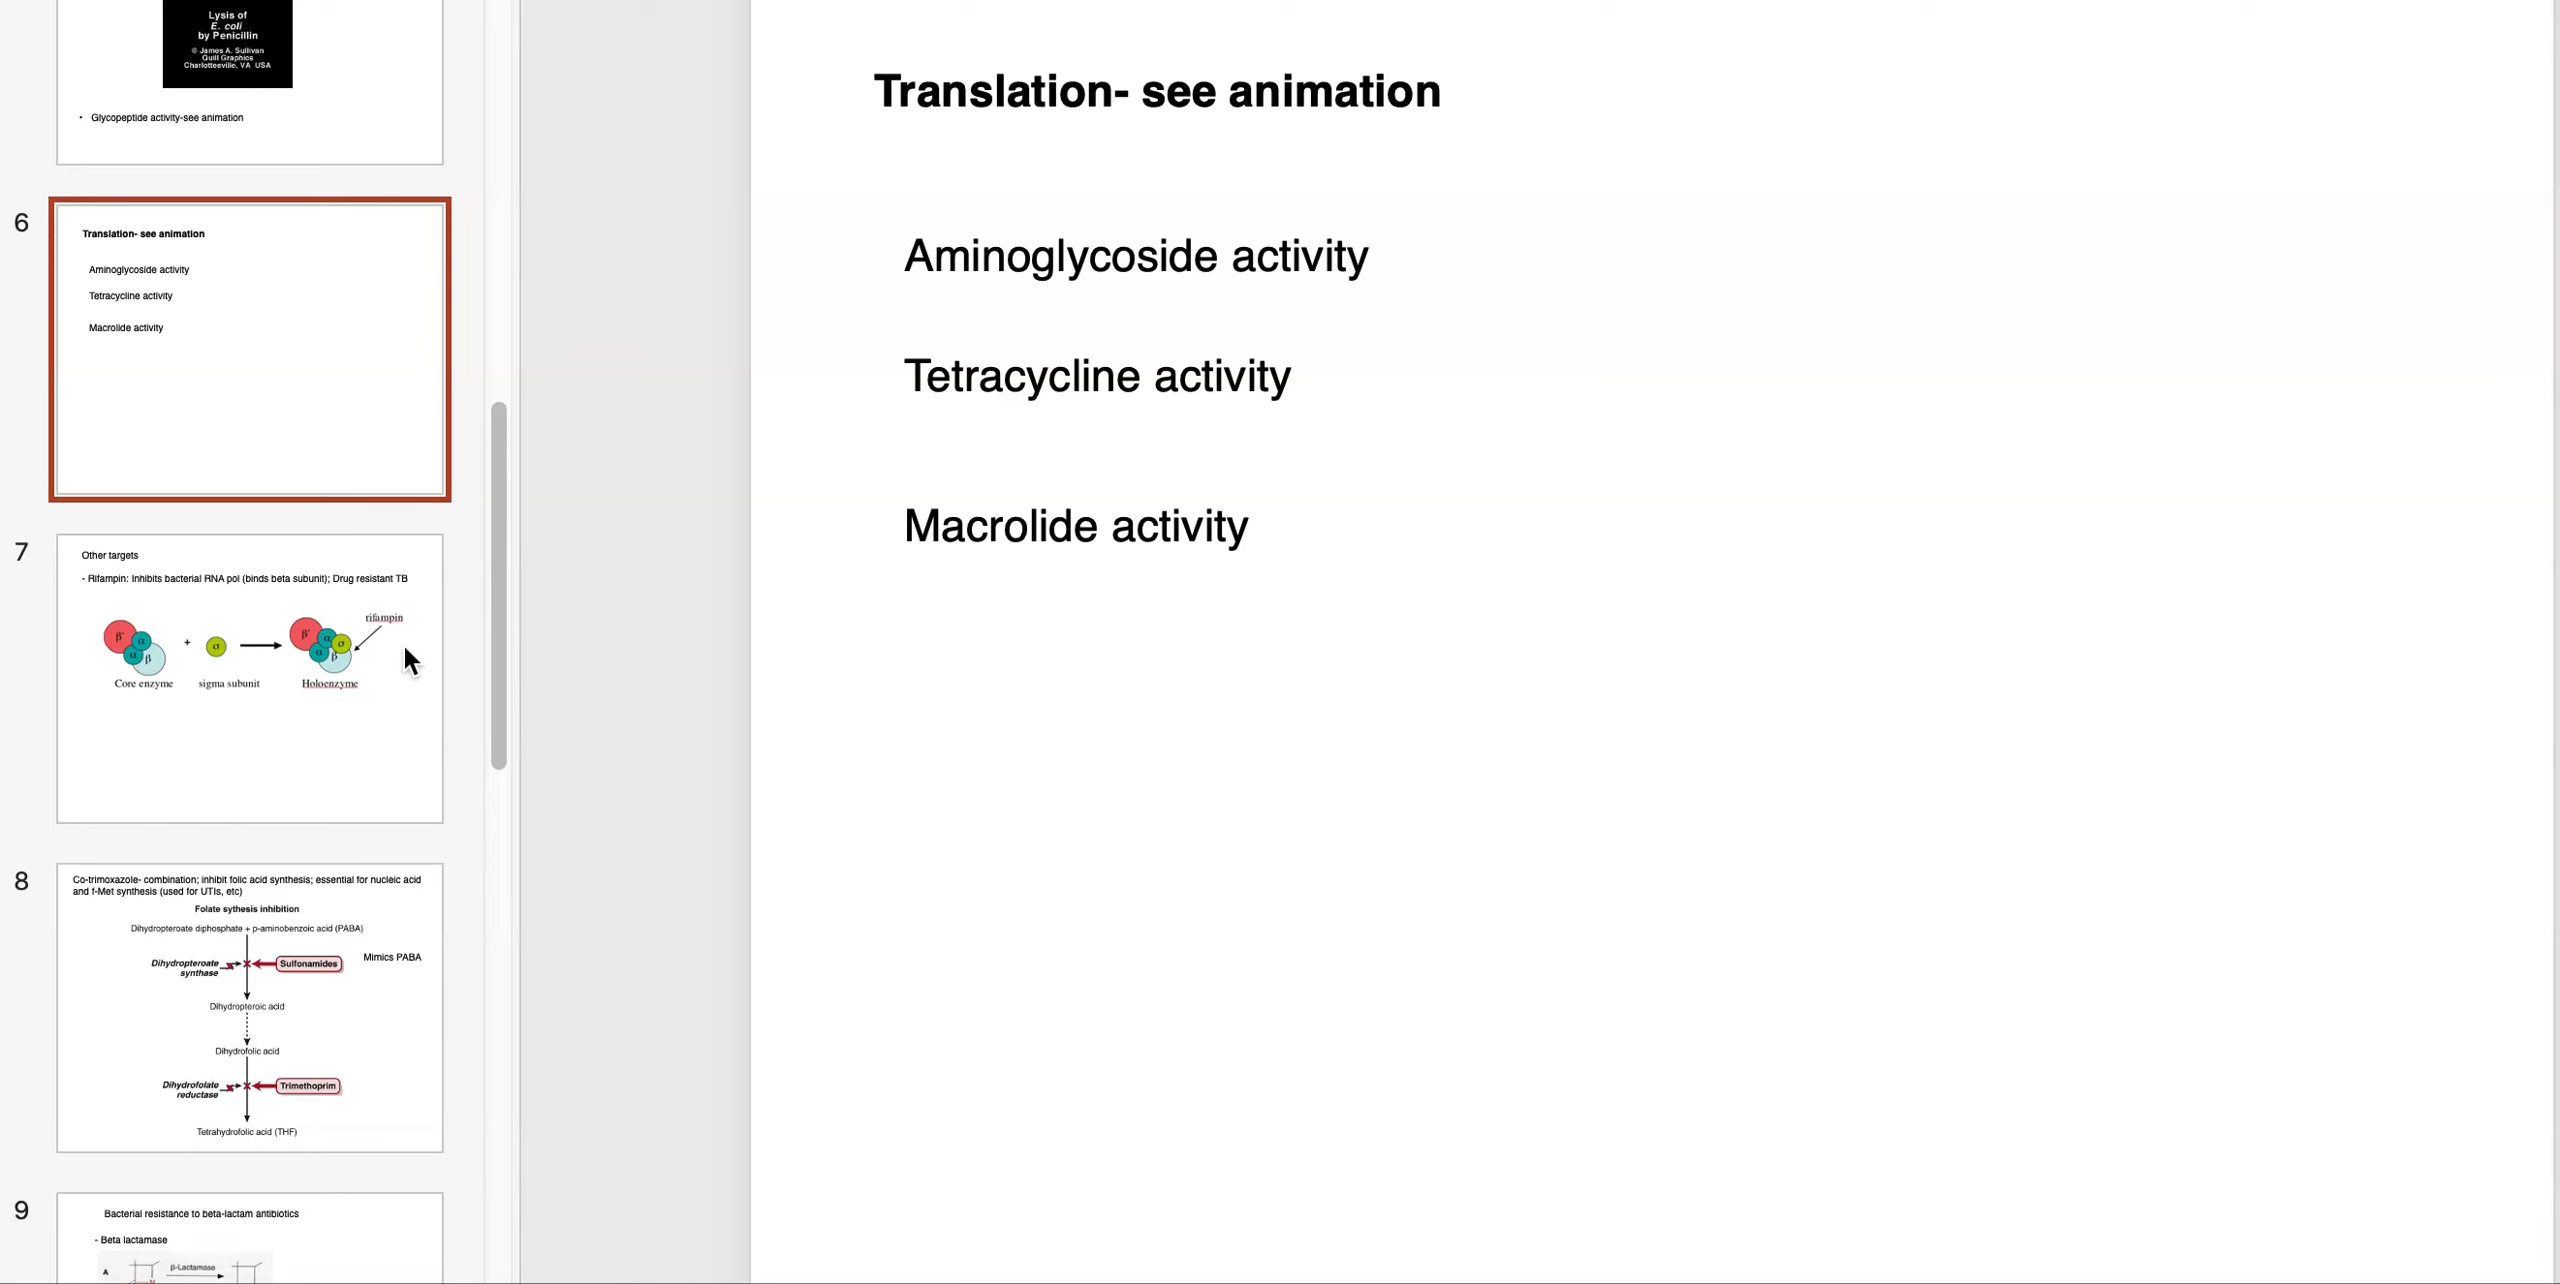 Lysis of
E. coli
by Penicillin
© James A. Sullivan
Quill Graphics
Charlotteeville, VA USA
• Glycopeptide activity-see animation
6
Translation- see animation
Aminoglycoside activity
Tetracycline activity
Macrolide activity
7
Other targets
- Rifampin: Inhibits bacterial RNA pol (binds beta subunit); Drug resistant TB
rifampin
β' α α β + σ β' α σ α β
Core enzyme sigma subunit Holoenzyme
8
Co-trimoxazole- combination; inhibit folic acid synthesis; essential for nucleic acid
and f-Met synthesis (used for UTIs, etc)
Folate sythesis inhibition
Dihydropteroate diphosphate + p-aminobenzoic acid (PABA)
Dihydropteroate
synthase
Sulfonamides
Mimics PABA
Dihydropteroic acid
Dihydrofolic acid
Dihydrofolate
reductase
Trimethoprim
Tetrahydrofolic acid (THF)
9
Bacterial resistance to beta-lactam antibiotics
- Beta lactamase
A
β-Lactamase
N
Translation- see animation
Aminoglycoside activity
Tetracycline activity
Macrolide activity